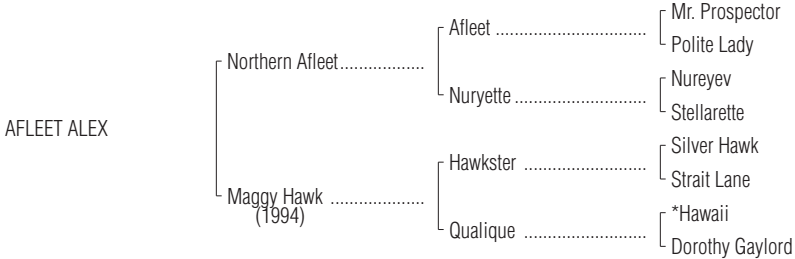 Mr. Prospector
Afleet ................................
Polite Lady
Northern Afleet..................
Nureyev
Nuryette ............................
Stellarette
AFLEET ALEX
Silver Hawk
Hawkster ..........................
Strait Lane
Maggy Hawk ....................
(1994)
*Hawaii
Qualique ..........................
Dorothy Gaylord